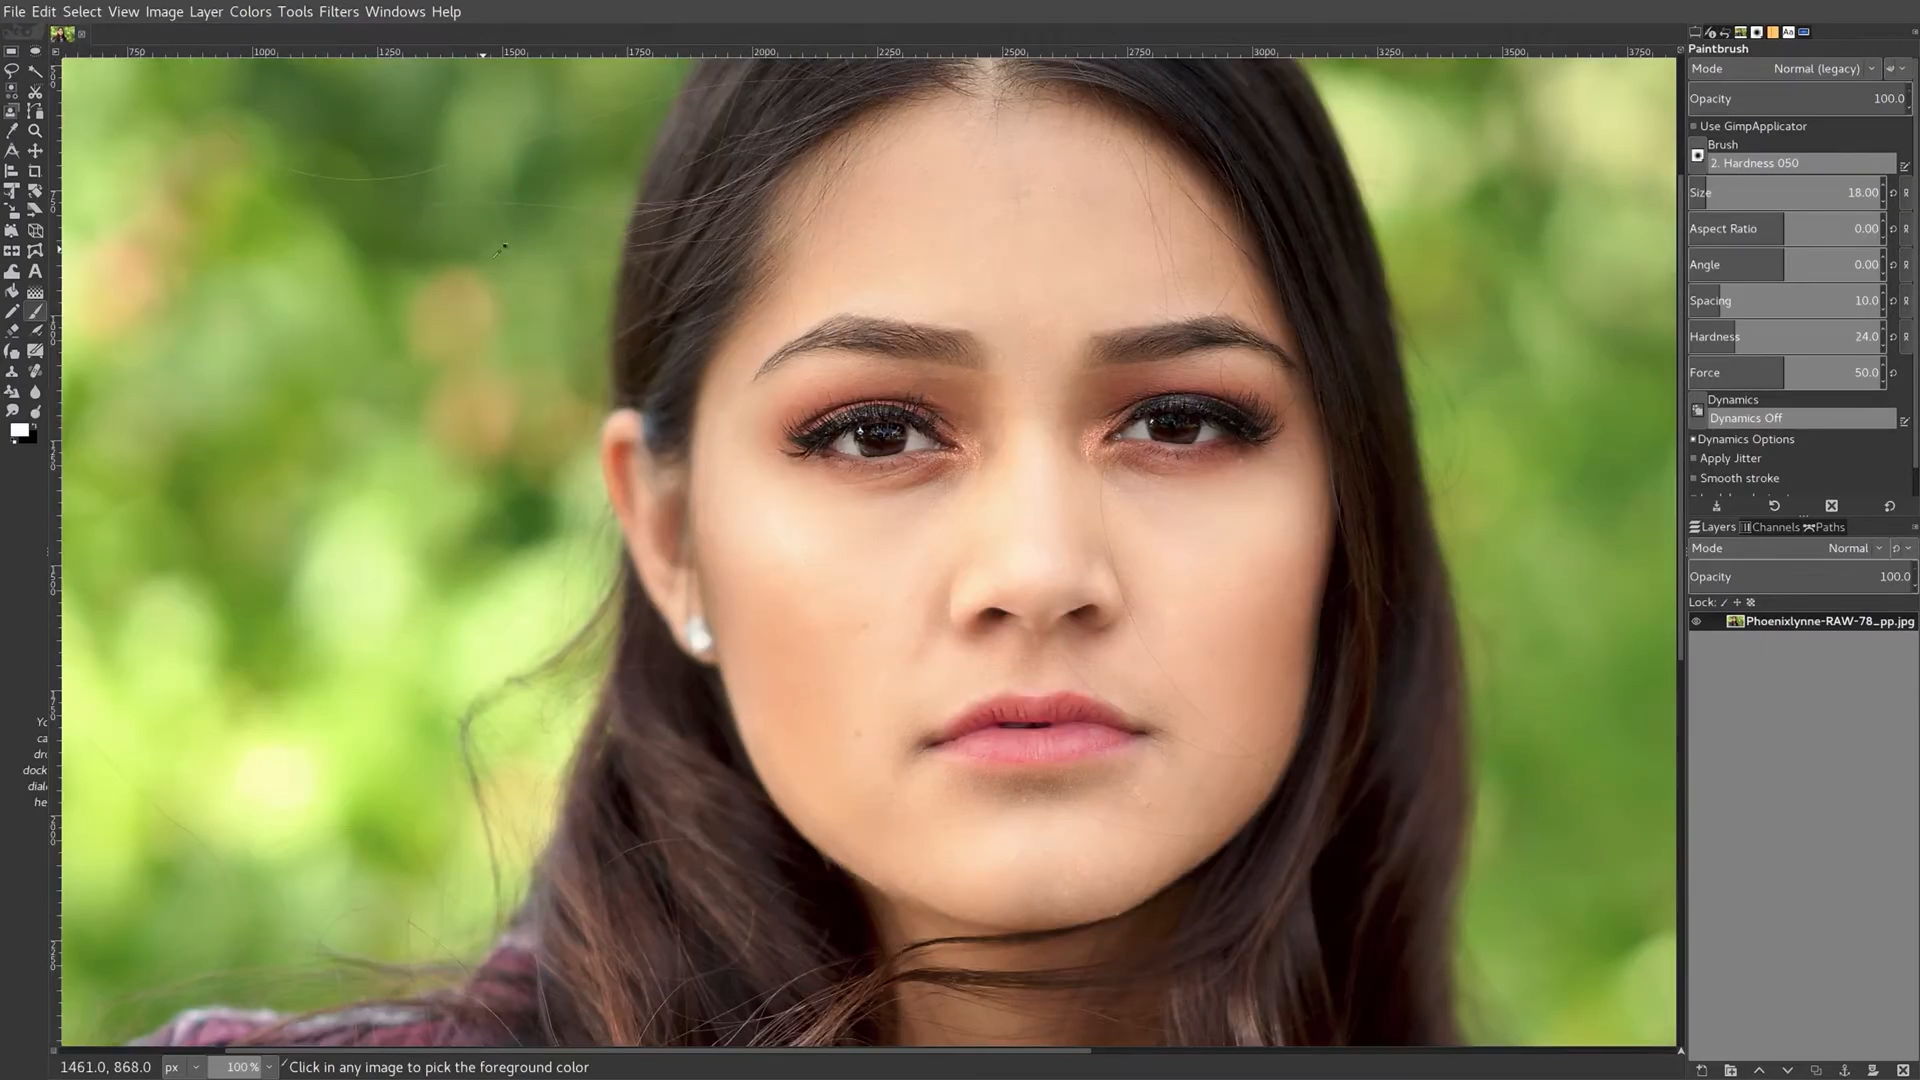 File Edit Select View Image Layer Colors Tools Filters Windows Help
750 1000 1250 1500 1750 2000 2250 2500 2750 3000 3250 3500 3750
Paintbrush
Mode Normal (legacy)
Opacity 100.0
Use GimpApplicator
Brush
2. Hardness 050
Size 18.00
Aspect Ratio 0.00
Angle 0.00
Spacing 10.0
Hardness 24.0
Force 50.0
Dynamics
Dynamics Off
Dynamics Options
Apply Jitter
Smooth stroke
Layers Channels Paths
Mode Normal
Opacity 100.0
Lock:
Phoenixlynne-RAW-78_pp.jpg
1461.0, 868.0 px 100 % Click in any image to pick the foreground color